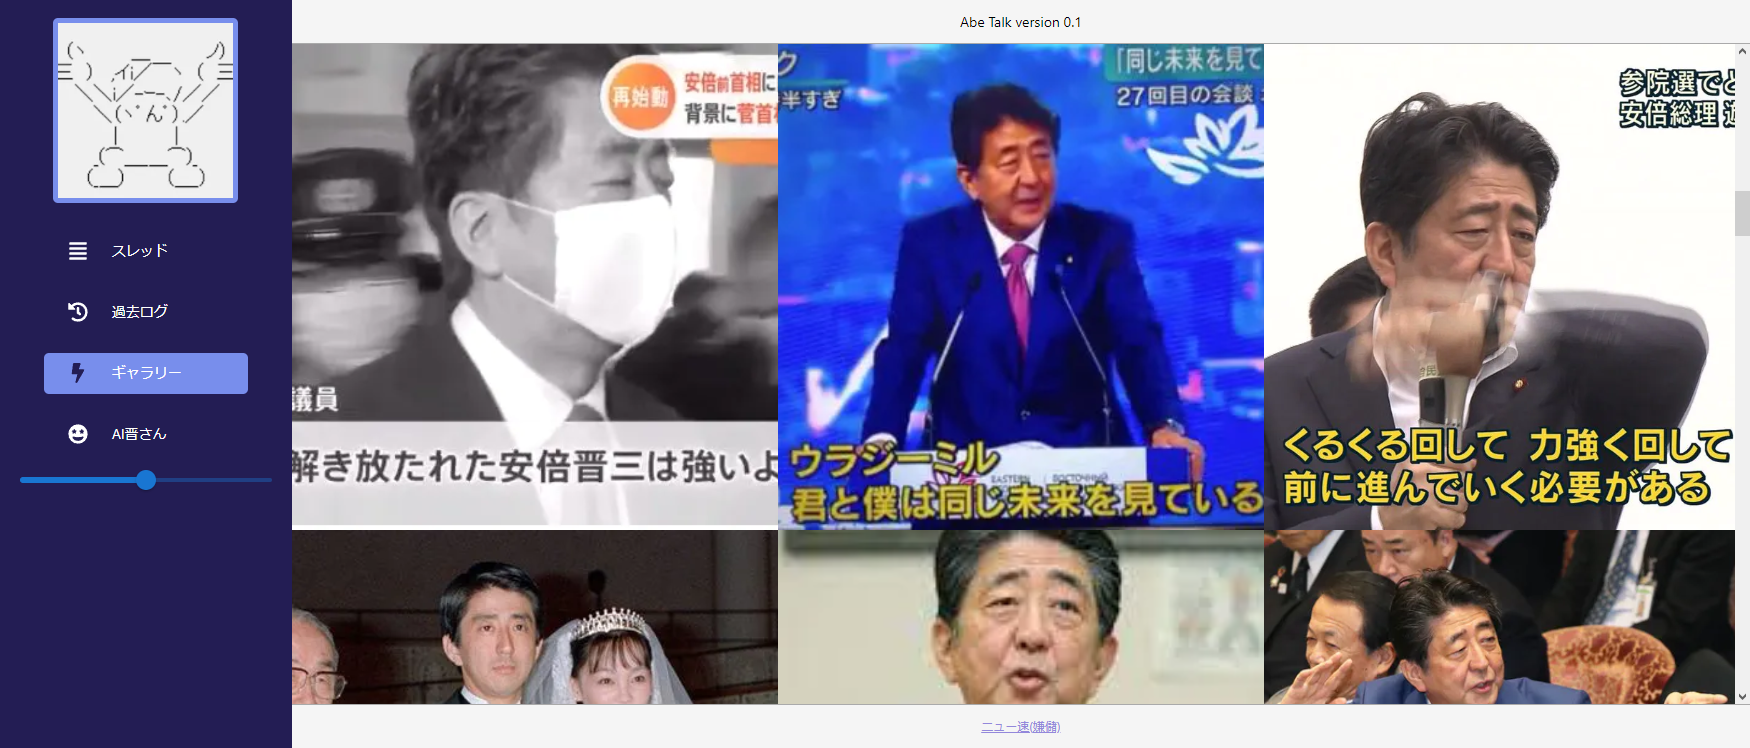 Abe Talk version 0.1
スレッド
過去ログ
ギャラリー
AI晋さん
再始動
安倍前首相に
背景に菅首
議員
解き放たれた安倍晋三は強いよ
ク
半すぎ
「同じ未来を見て
27回目の会談
ウラジーミル
君と僕は同じ未来を見ている
EASTERN
ВОСТОЧНЫЙ
参院選でと
安倍総理 遊
くるくる回して 力強く回して
前に進んでいく必要がある
ニュー速(嫌儲)